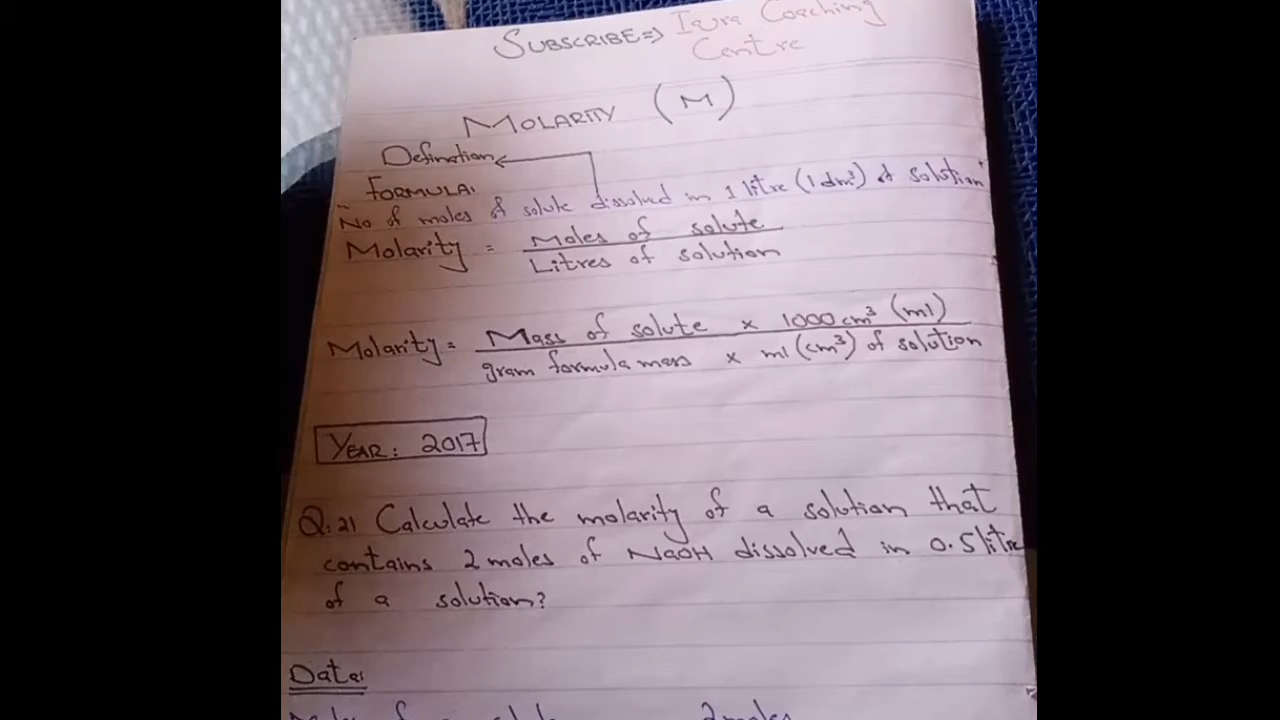 SUBSCRIBE=> Iqra Coaching
Centre
MOLARITY (M)
Defination
FORMULA:
"No of moles of solute dissolved in 1 litre (1 dm³) of solution"
Molarity = Moles of solute
Litres of solution
Molarity = Mass of solute x 1000 cm³ (ml)
gram formula mass x ml (cm³) of solution
YEAR: 2017
Q.21 Calculate the molarity of a solution that
contains 2 moles of NaOH dissolved in 0.5 litre
of a solution?
Data:
2 moles